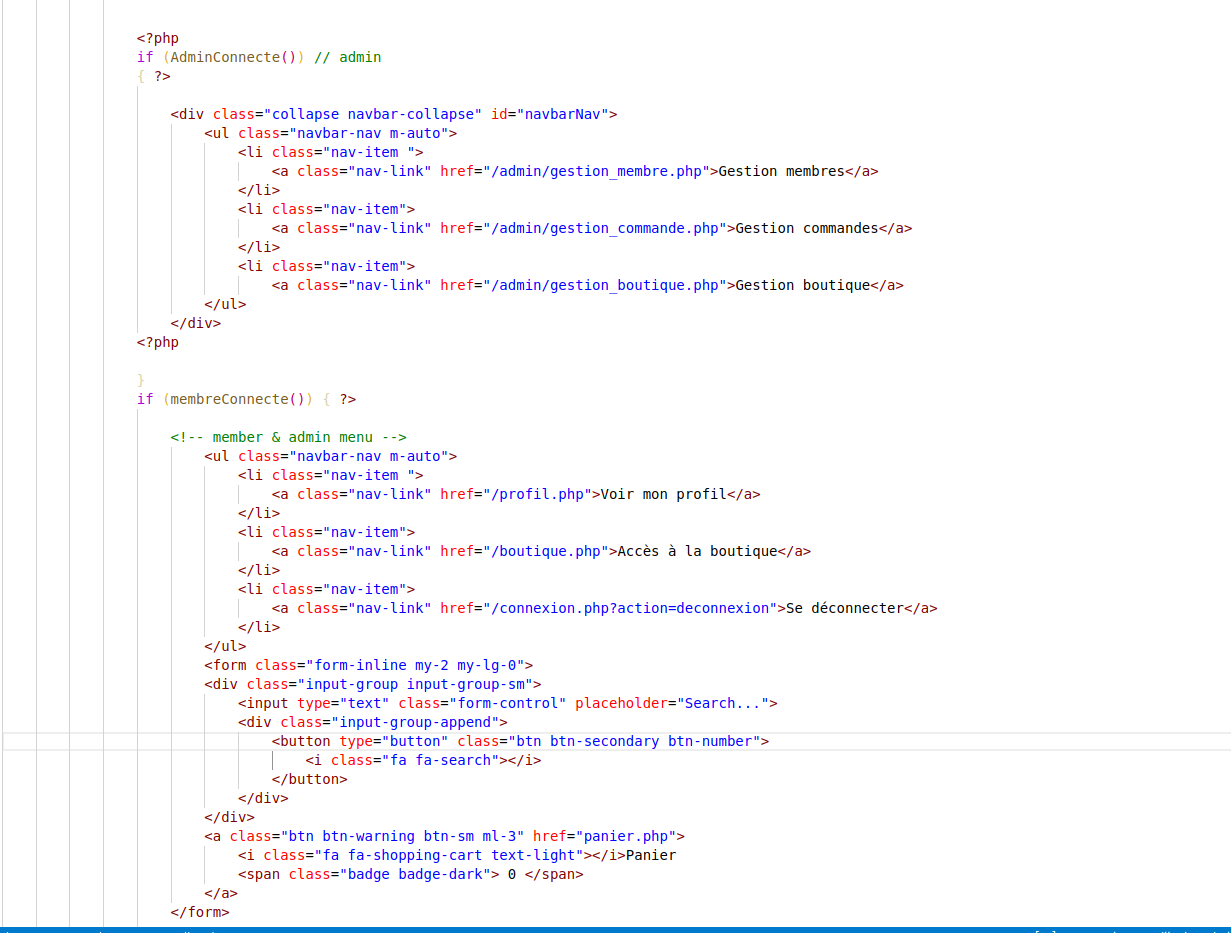 <?php
if (AdminConnecte()) // admin
{ ?>
<div class="collapse navbar-collapse" id="navbarNav">
<ul class="navbar-nav m-auto">
<li class="nav-item ">
<a class="nav-link" href="/admin/gestion_membre.php">Gestion membres</a>
</li>
<li class="nav-item">
<a class="nav-link" href="/admin/gestion_commande.php">Gestion commandes</a>
</li>
<li class="nav-item">
<a class="nav-link" href="/admin/gestion_boutique.php">Gestion boutique</a>
</ul>
</div>
<?php
}
if (membreConnecte()) { ?>
<!-- member & admin menu -->
<ul class="navbar-nav m-auto">
<li class="nav-item ">
<a class="nav-link" href="/profil.php">Voir mon profil</a>
</li>
<li class="nav-item">
<a class="nav-link" href="/boutique.php">Accès à la boutique</a>
</li>
<li class="nav-item">
<a class="nav-link" href="/connexion.php?action=deconnexion">Se déconnecter</a>
</li>
</ul>
<form class="form-inline my-2 my-lg-0">
<div class="input-group input-group-sm">
<input type="text" class="form-control" placeholder="Search...">
<div class="input-group-append">
<button type="button" class="btn btn-secondary btn-number">
<i class="fa fa-search"></i>
</button>
</div>
</div>
<a class="btn btn-warning btn-sm ml-3" href="panier.php">
<i class="fa fa-shopping-cart text-light"></i>Panier
<span class="badge badge-dark"> 0 </span>
</a>
</form>